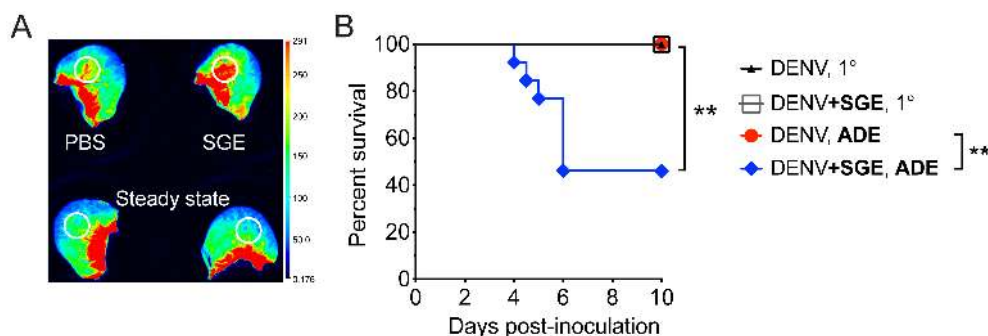 A
PBS
SGE
Steady state
291
250
200
150
100
50.0
3.176
B
Percent survival
100
80
60
40
20
0
0
2
4
6
8
10
Days post-inoculation
**
DENV, 1°
DENV+SGE, 1°
DENV, ADE
DENV+SGE, ADE
**